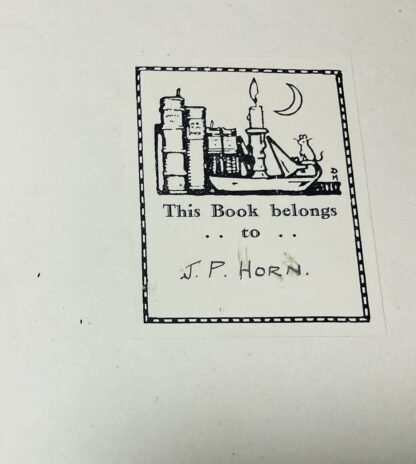 This Book belongs
. . to . .
J. P. HORN.